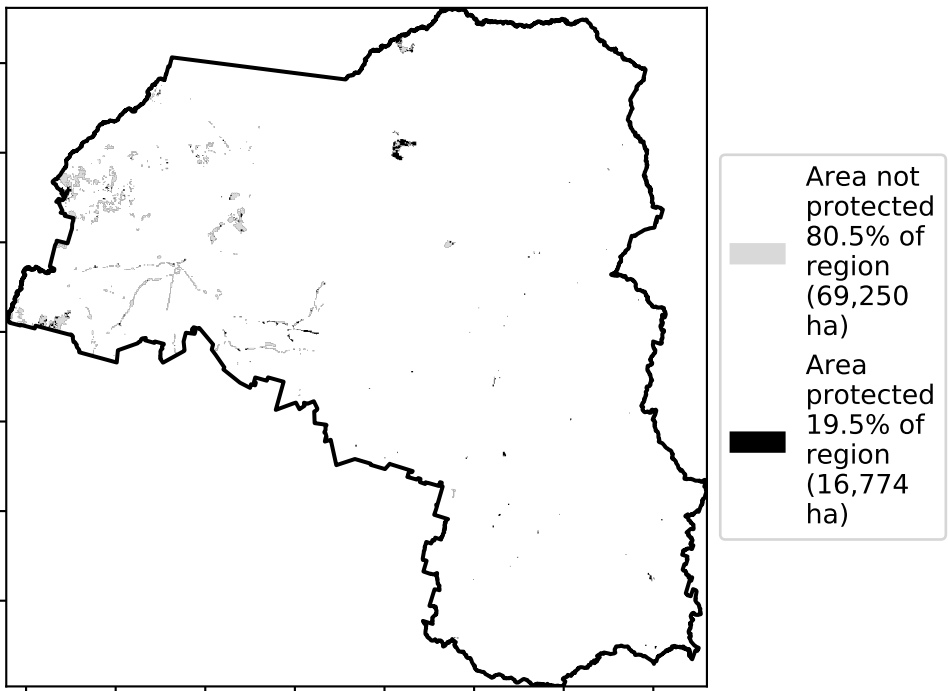 Area not
protected
80.5% of
region
(69,250
ha)
Area
protected
19.5% of
region
(16,774
ha)